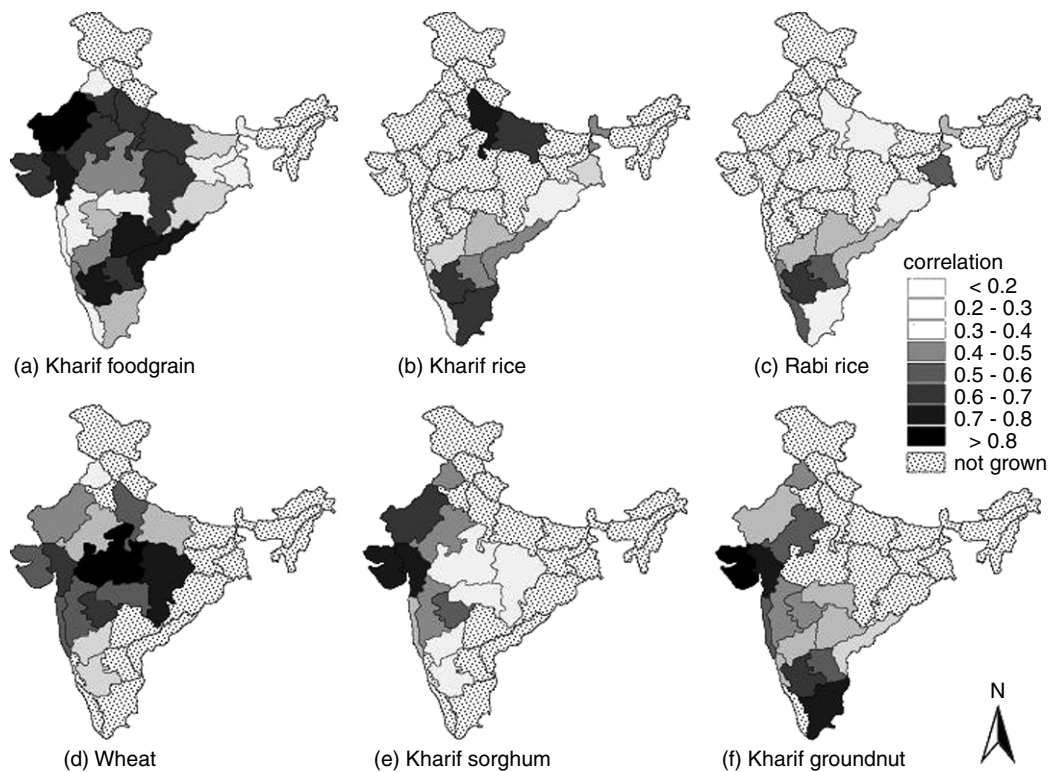 (a) Kharif foodgrain
(b) Kharif rice
(c) Rabi rice
correlation
< 0.2
0.2 - 0.3
0.3 - 0.4
0.4 - 0.5
0.5 - 0.6
0.6 - 0.7
0.7 - 0.8
> 0.8
not grown
(d) Wheat
(e) Kharif sorghum
(f) Kharif groundnut
N